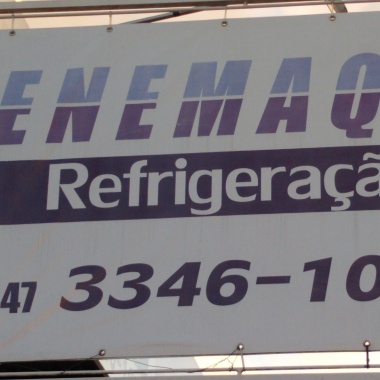 ENEMAQ
Refrigeraçã
47 3346-10